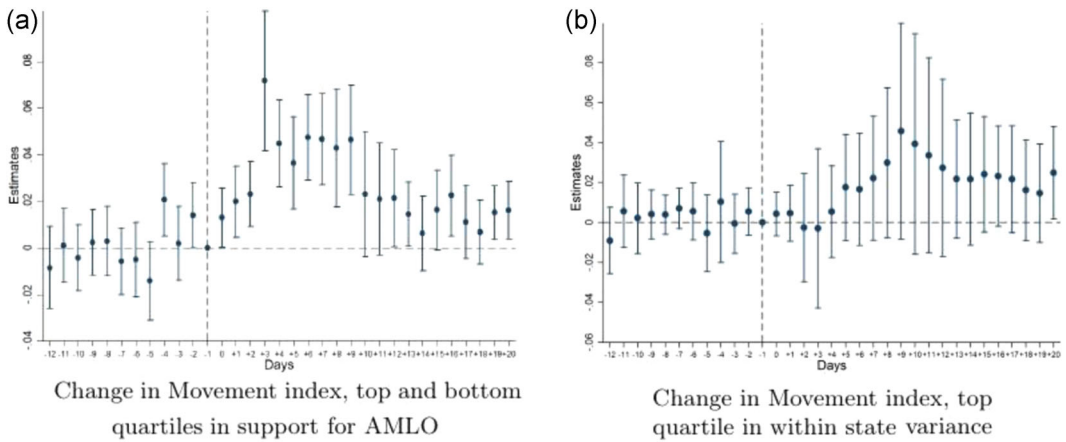 (a)
Estimates
.08
.06
.04
.02
0
-.02
-.04
-12 -11 -10 -9 -8 -7 -6 -5 -4 -3 -2 -1 0 +1 +2 +3 +4 +5 +6 +7 +8 +9 +10 +11 +12 +13 +14 +15 +16 +17 +18 +19 +20
Days
Change in Movement index, top and bottom
quartiles in support for AMLO
(b)
Estimates
.08
.06
.04
.02
0
-.02
-.04
-.06
-12 -11 -10 -9 -8 -7 -6 -5 -4 -3 -2 -1 0 +1 +2 +3 +4 +5 +6 +7 +8 +9 +10 +11 +12 +13 +14 +15 +16 +17 +18 +19 +20
Days
Change in Movement index, top
quartile in within state variance